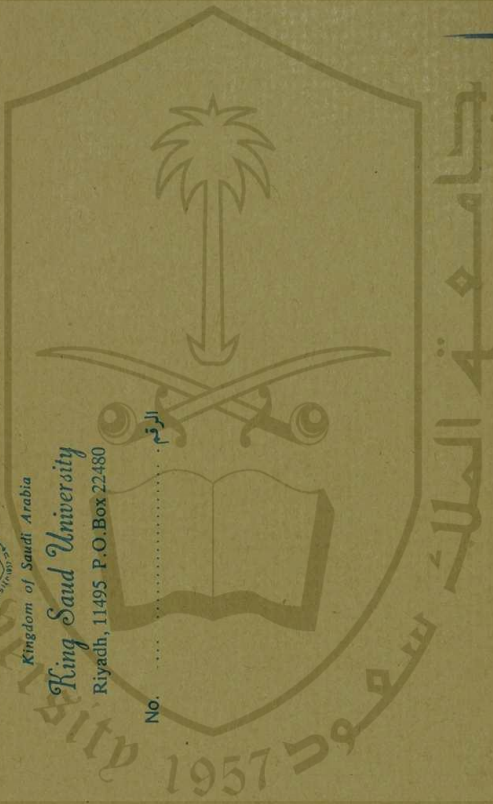 Kingdom of Saudi Arabia
King Saud University
Riyadh, 11495 P.O.Box 22480
No. .... .................. الرقم
جامعة الملك سعود
1957